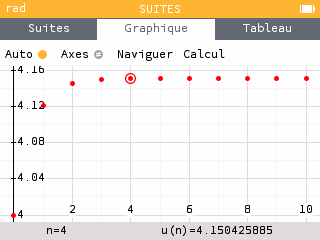 rad SUITES
Suites Graphique Tableau
Auto Axes Naviguer Calcul
4.16
4.12
4.08
4.04
4 2 4 6 8 10
n=4 u(n)=4.150425885